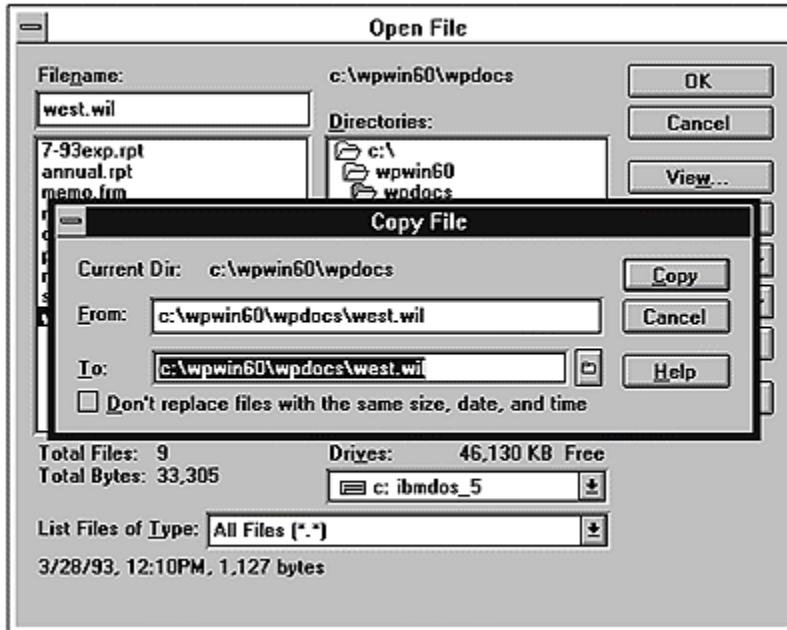 Open File
Filename:
west.wil
7-93exp.rpt
annual.rpt
memo.frm
c:\wpwin60\wpdocs
Directories:
c:\
wpwin60
wpdocs
OK
Cancel
View...
Copy File
Current Dir: c:\wpwin60\wpdocs
From: c:\wpwin60\wpdocs\west.wil
To: c:\wpwin60\wpdocs\west.wil
Don't replace files with the same size, date, and time
Copy
Cancel
Help
Total Files: 9
Total Bytes: 33,305
Drives: 46,130 KB Free
c: ibmdos_5
List Files of Type: All Files (*.*)
3/28/93, 12:10PM, 1,127 bytes